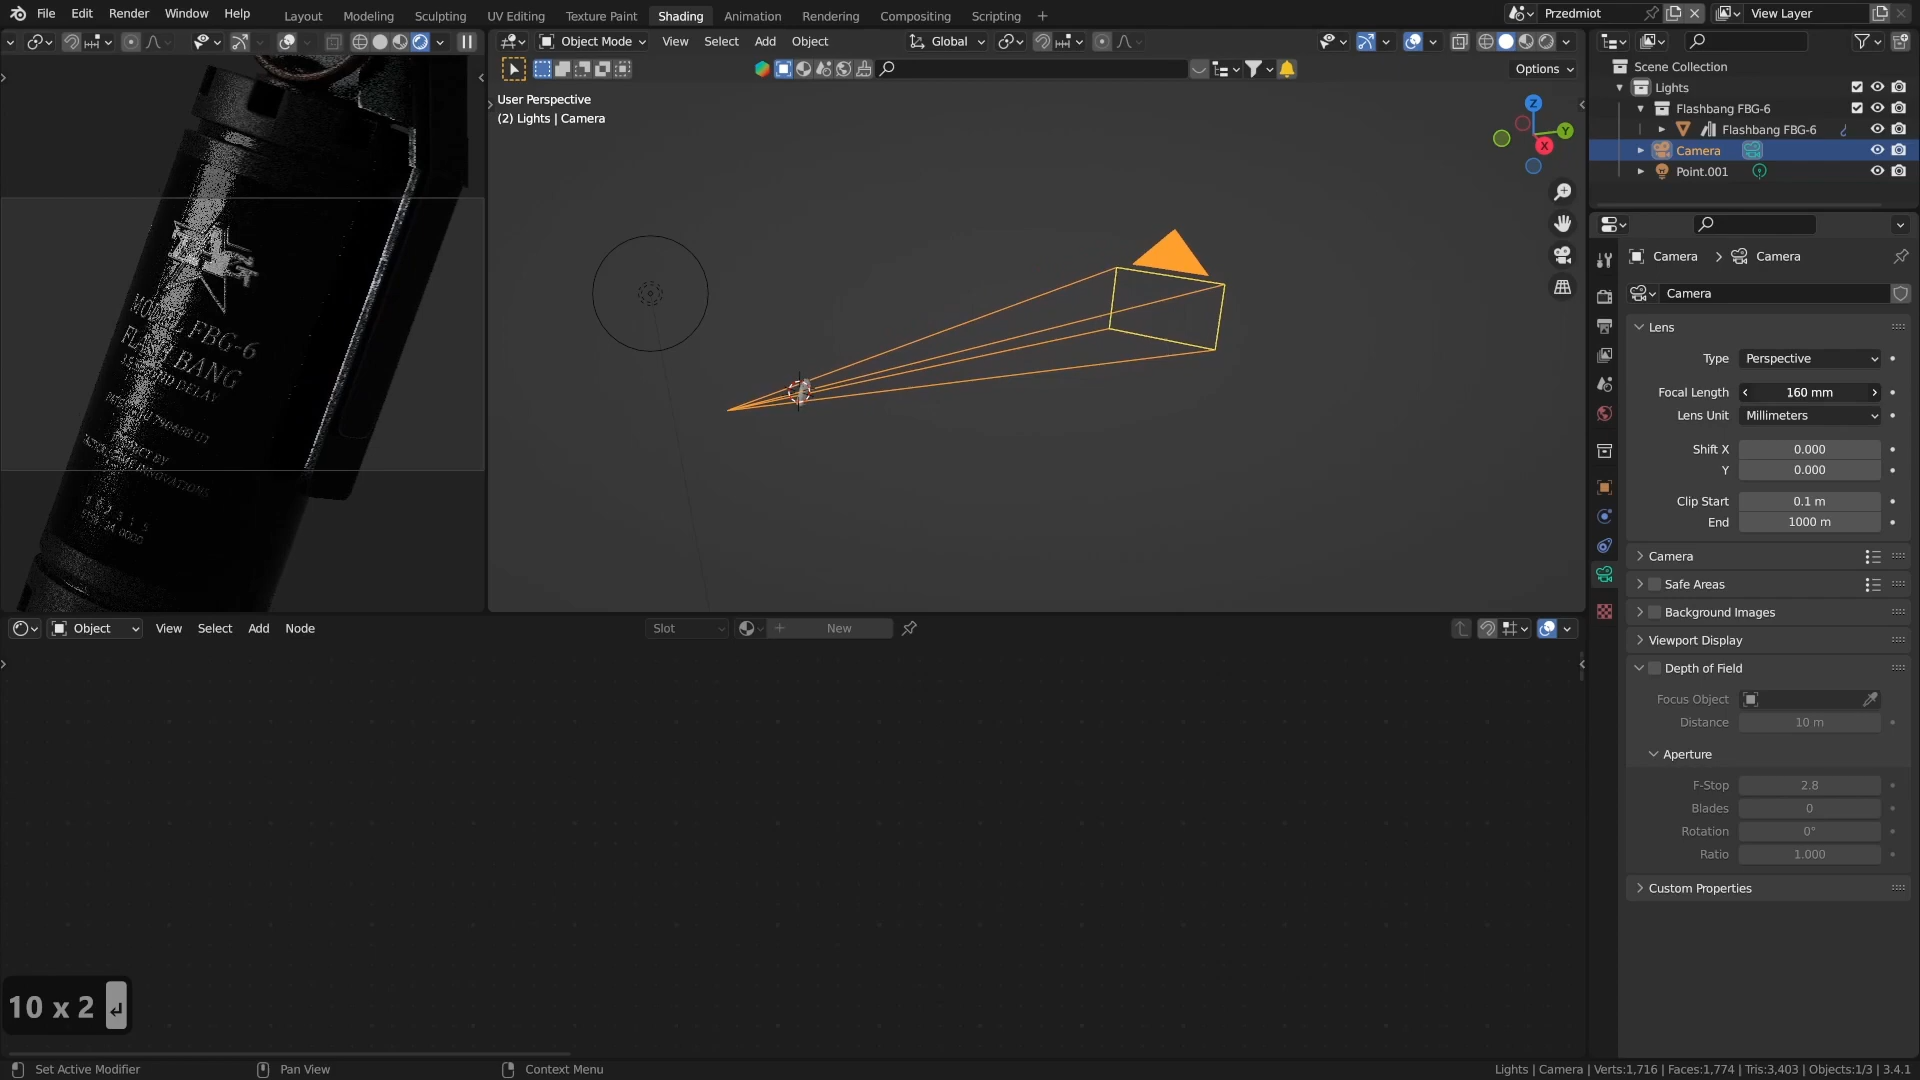 File Edit Render Window Help
Layout Modeling Sculpting UV Editing Texture Paint Shading Animation Rendering Compositing Scripting
Przedmiot
View Layer
Object Mode View Select Add Object
Global
Options
User Perspective
(2) Lights | Camera
Z
Y
X
Scene Collection
Lights
Flashbang FBG-6
Flashbang FBG-6
Camera
Point.001
Camera > Camera
Camera
Lens
Type Perspective
Focal Length 160 mm
Lens Unit Millimeters
Shift X 0.000
Y 0.000
Clip Start 0.1 m
End 1000 m
Camera
Safe Areas
Background Images
Viewport Display
Depth of Field
Focus Object
Distance 10 m
Aperture
F-Stop 2.8
Blades 0
Rotation 0°
Ratio 1.000
Custom Properties
MODEL FBG-6
FLASH BANG
DELAY
Object View Select Add Node
Slot
New
10 x 2
Set Active Modifier
Pan View
Context Menu
Lights | Camera | Verts:1,716 | Faces:1,774 | Tris:3,403 | Objects:1/3 | 3.4.1